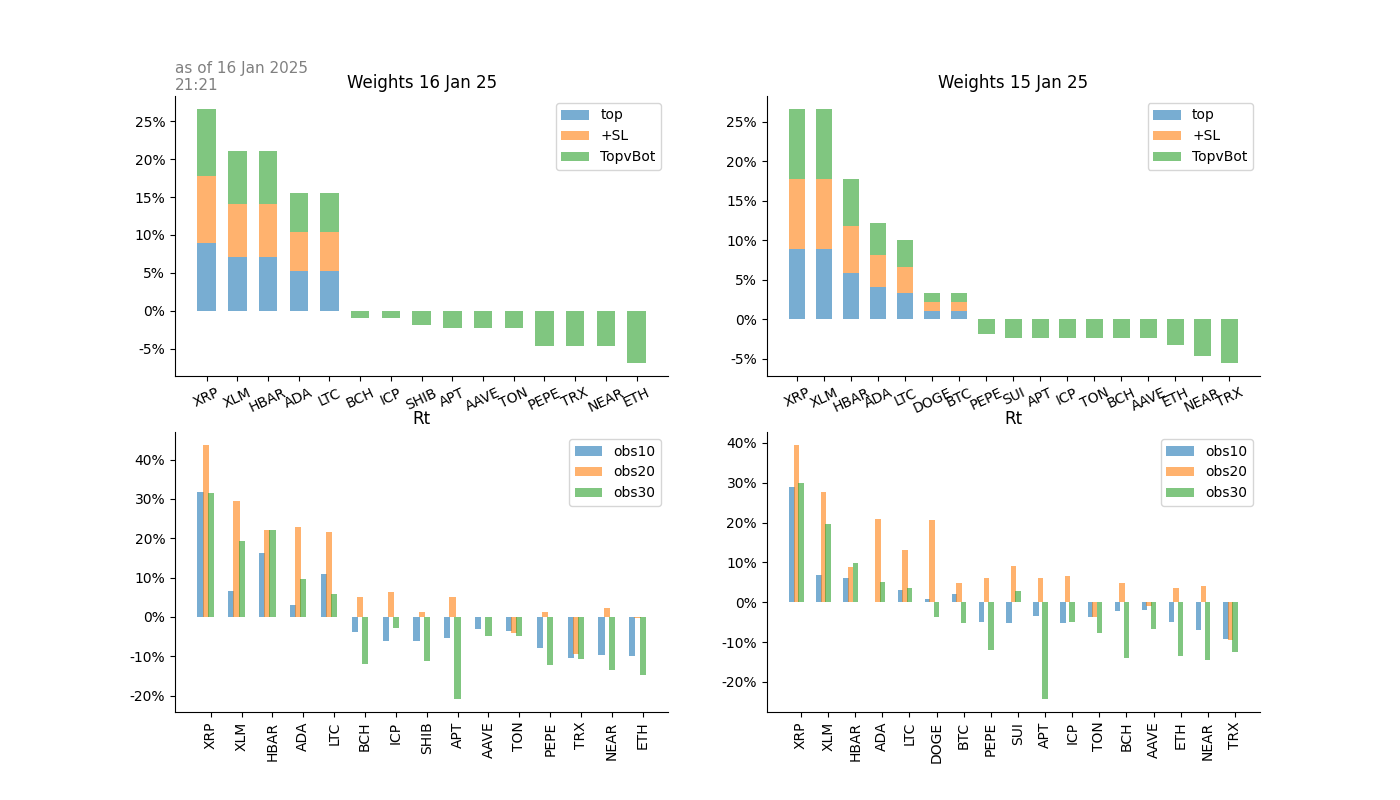 as of 16 Jan 2025
21:21
Weights 16 Jan 25
25%
20%
15%
10%
5%
0%
-5%
top
+SL
TopvBot
XRP XLM HBAR ADA LTC BCH ICP SHIB APT AAVE TON PEPE TRX NEAR ETH
Weights 15 Jan 25
25%
20%
15%
10%
5%
0%
-5%
top
+SL
TopvBot
XRP XLM HBAR ADA LTC DOGE BTC PEPE SUI APT ICP TON BCH AAVE ETH NEAR TRX
Rt
40%
30%
20%
10%
0%
-10%
-20%
obs10
obs20
obs30
XRP XLM HBAR ADA LTC BCH ICP SHIB APT AAVE TON PEPE TRX NEAR ETH
Rt
40%
30%
20%
10%
0%
-10%
-20%
obs10
obs20
obs30
XRP XLM HBAR ADA LTC DOGE BTC PEPE SUI APT ICP TON BCH AAVE ETH NEAR TRX